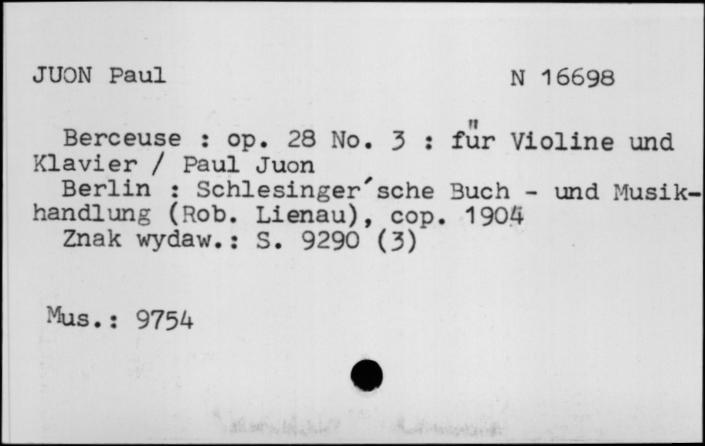 JUON Paul N 16698
Berceuse : op. 28 No. 3 : für Violine und
Klavier / Paul Juon
Berlin : Schlesinger´sche Buch - und Musik-
handlung (Rob. Lienau), cop. 1904
Znak wydaw.: S. 9290 (3)
Mus.: 9754